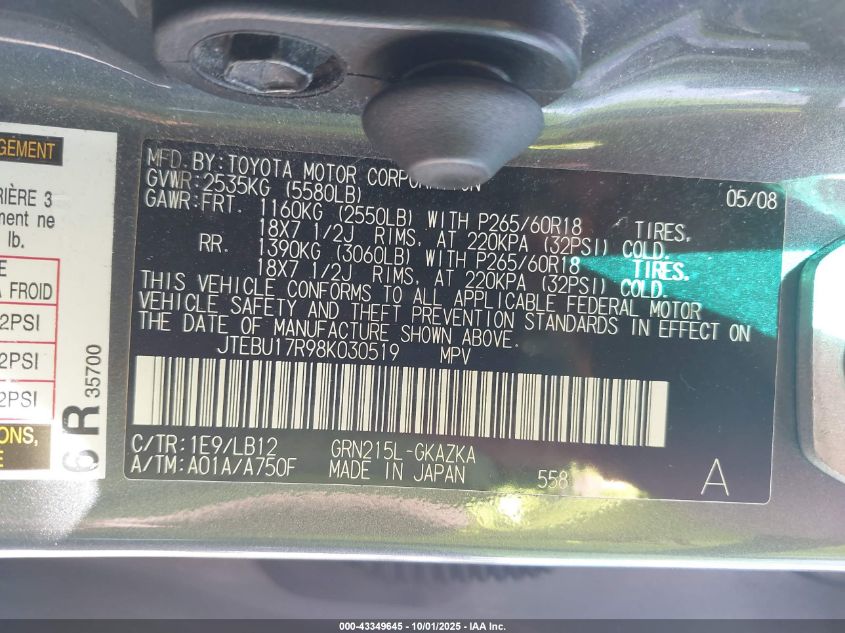 GEMENT
RIÈRE 3
ment ne
lb.
E
A FROID
2PSI
2PSI
2PSI
ONS,
6R
35700
MFD. BY: TOYOTA MOTOR CORPORATION 05/08
GVWR: 2535KG (5580LB)
GAWR: FRT. 1160KG (2550LB) WITH P265/60R18 TIRES,
18X7 1/2J RIMS, AT 220KPA (32PSI) COLD.
RR. 1390KG (3060LB) WITH P265/60R18 TIRES,
18X7 1/2J RIMS, AT 220KPA (32PSI) COLD.
THIS VEHICLE CONFORMS TO ALL APPLICABLE FEDERAL MOTOR
VEHICLE SAFETY AND THEFT PREVENTION STANDARDS IN EFFECT ON
THE DATE OF MANUFACTURE SHOWN ABOVE.
JTEBU17R98K030519 MPV
C/TR: 1E9/LB12 GRN215L-GKAZKA
A/TM: A01A/A750F MADE IN JAPAN 558 A
000-43349645 - 10/01/2025 - IAA Inc.